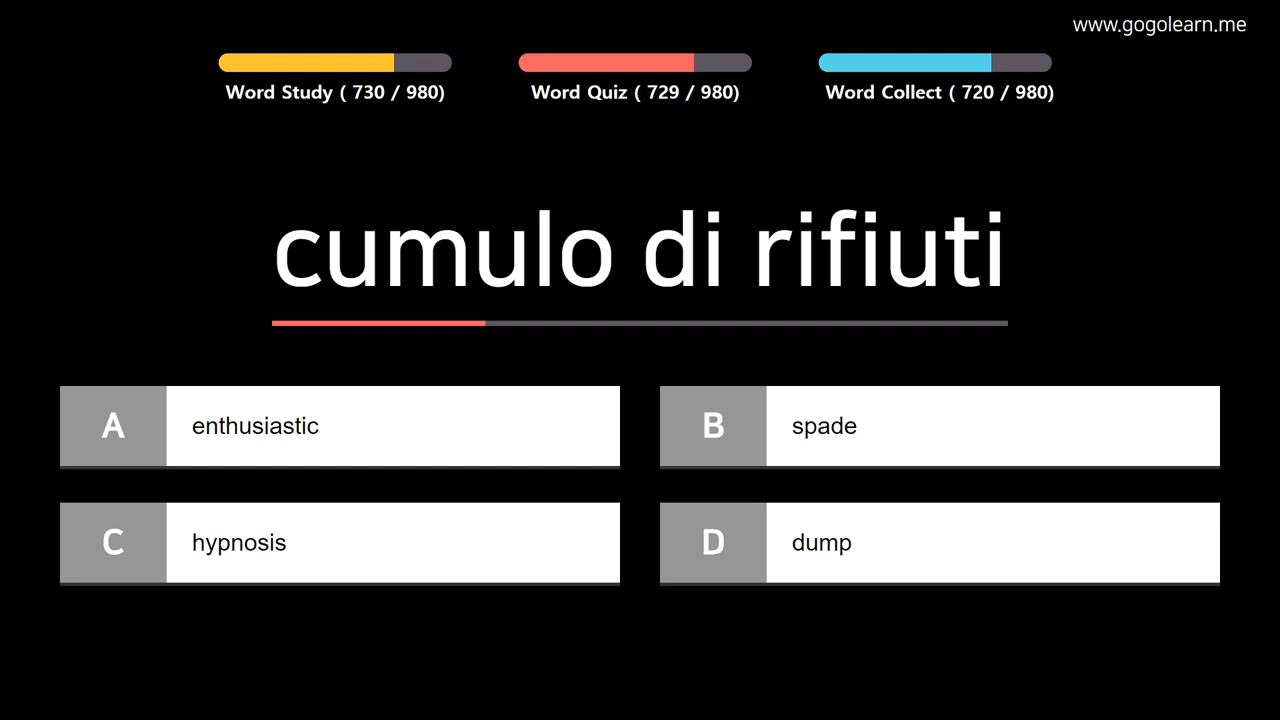 www.gogolearn.me
Word Study ( 730 / 980)
Word Quiz ( 729 / 980)
Word Collect ( 720 / 980)
cumulo di rifiuti
A
enthusiastic
B
spade
C
hypnosis
D
dump